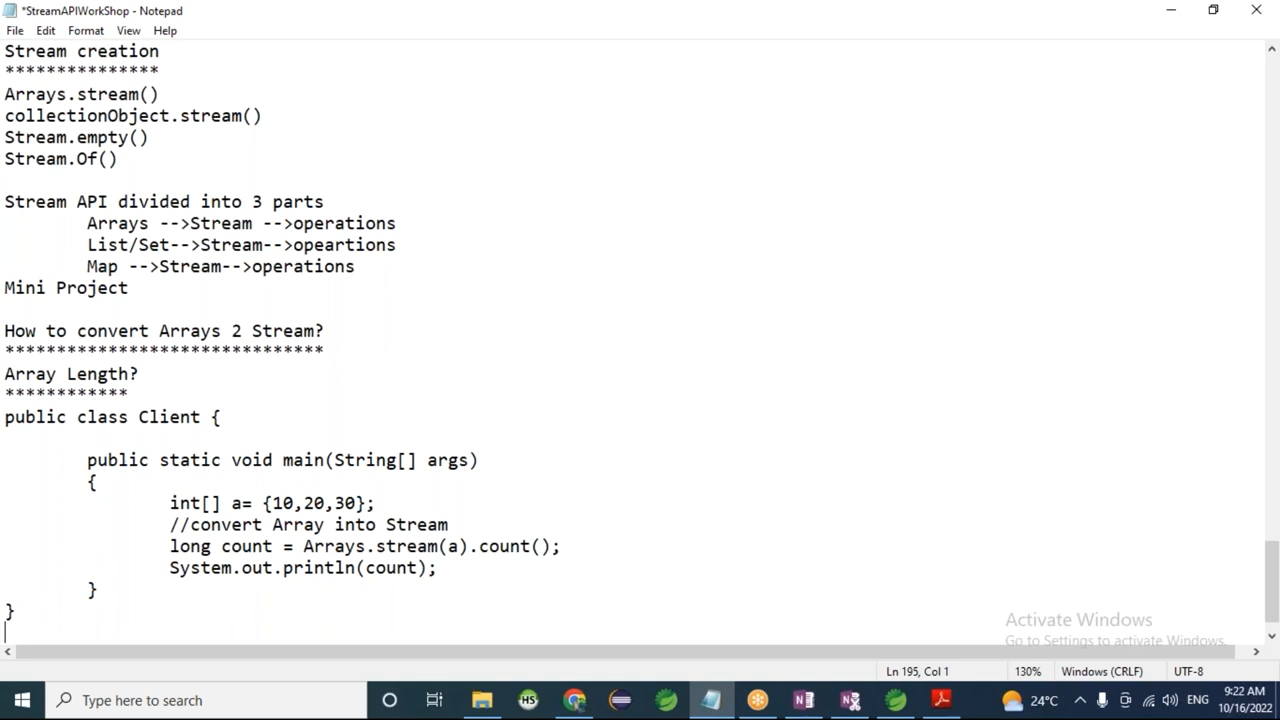 *StreamAPIWorkShop - Notepad
File Edit Format View Help
Stream creation
***************
Arrays.stream()
collectionObject.stream()
Stream.empty()
Stream.Of()
Stream API divided into 3 parts
Arrays -->Stream -->operations
List/Set-->Stream-->opeartions
Map -->Stream-->operations
Mini Project
How to convert Arrays 2 Stream?
*******************************
Array Length?
************
public class Client {
public static void main(String[] args)
{
int[] a= {10,20,30};
//convert Array into Stream
long count = Arrays.stream(a).count();
System.out.println(count);
}
}
Activate Windows
Go to Settings to activate Windows.
Ln 195, Col 1 130% Windows (CRLF) UTF-8
Type here to search HS 24°C ENG 9:22 AM
10/16/2022